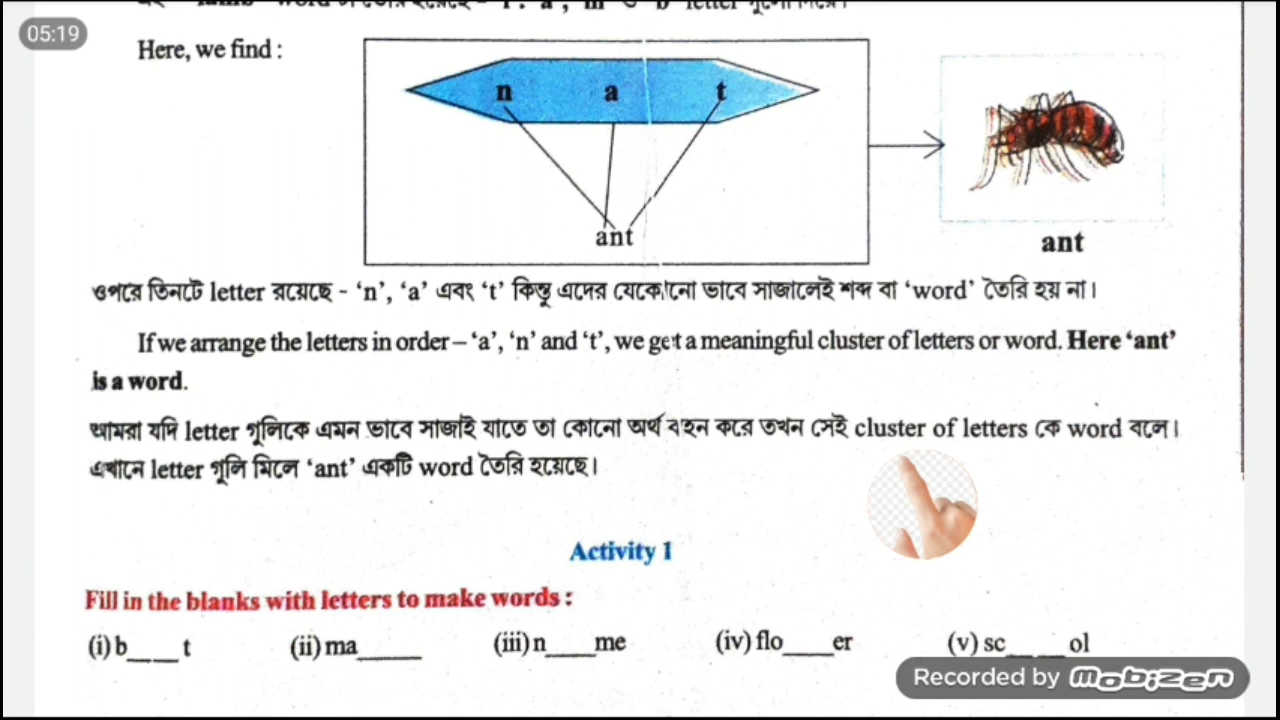 05:19
Here, we find :
n a t
ant
ant
ওপরে তিনটে letter রয়েছে - ‘n’, ‘a’ এবং ‘t’ কিন্তু এদের যেকোনো ভাবে সাজালেই শব্দ বা ‘word’ তৈরি হয় না।
If we arrange the letters in order – ‘a’, ‘n’ and ‘t’, we get a meaningful cluster of letters or word. Here ‘ant’
is a word.
আমরা যদি letter গুলিকে এমন ভাবে সাজাই যাতে তা কোনো অর্থ বহন করে তখন সেই cluster of letters কে word বলে।
এখানে letter গুলি মিলে ‘ant’ একটি word তৈরি হয়েছে।
Activity 1
Fill in the blanks with letters to make words :
(i) b____t (ii) ma_____ (iii) n____me (iv) flo____er (v) sc__ __ol
Recorded by mobizen